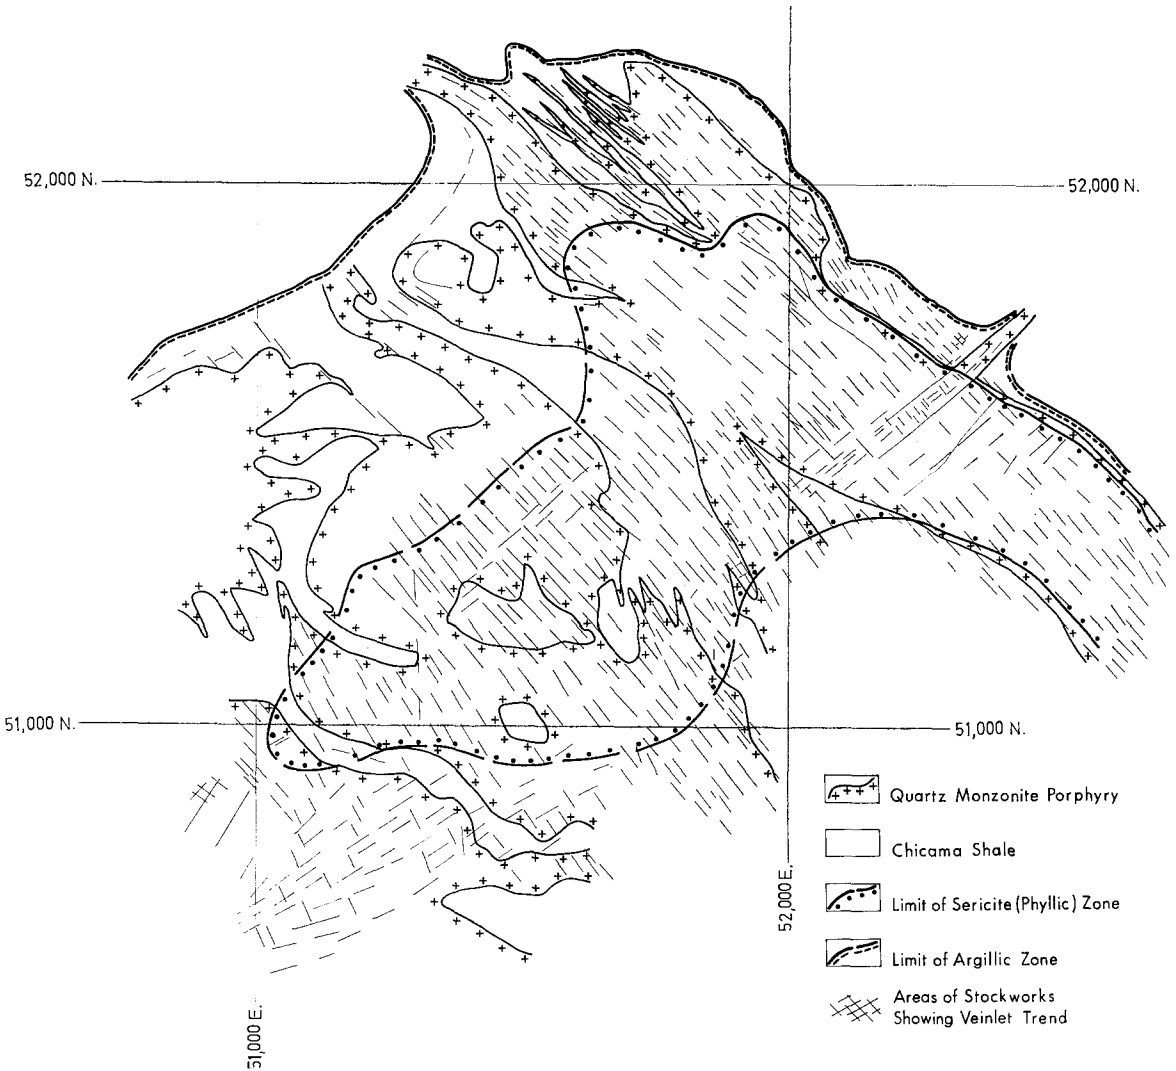 52,000 N.
52,000 N.
51,000 N.
51,000 N.
51,000 E.
52,000 E.
Quartz Monzonite Porphyry
Chicama Shale
Limit of Sericite (Phyllic) Zone
Limit of Argillic Zone
Areas of Stockworks
Showing Veinlet Trend